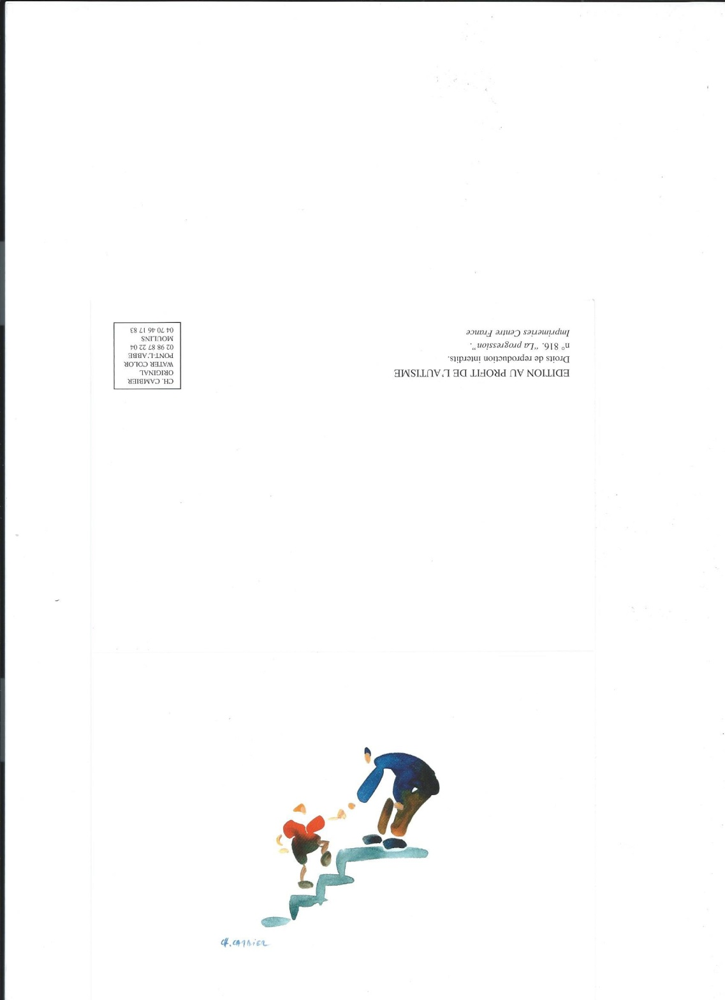 EDITION AU PROFIT DE L'AUTISME
Droits de reproduction interdits.
n° 816. "La progression".
Imprimeries Centre France
CH. CAMBIER
ORIGINAL
WATER COLOR
PONT-L'ABBE
02 98 87 22 04
MOULINS
04 70 46 17 83
CH. CAMBIER